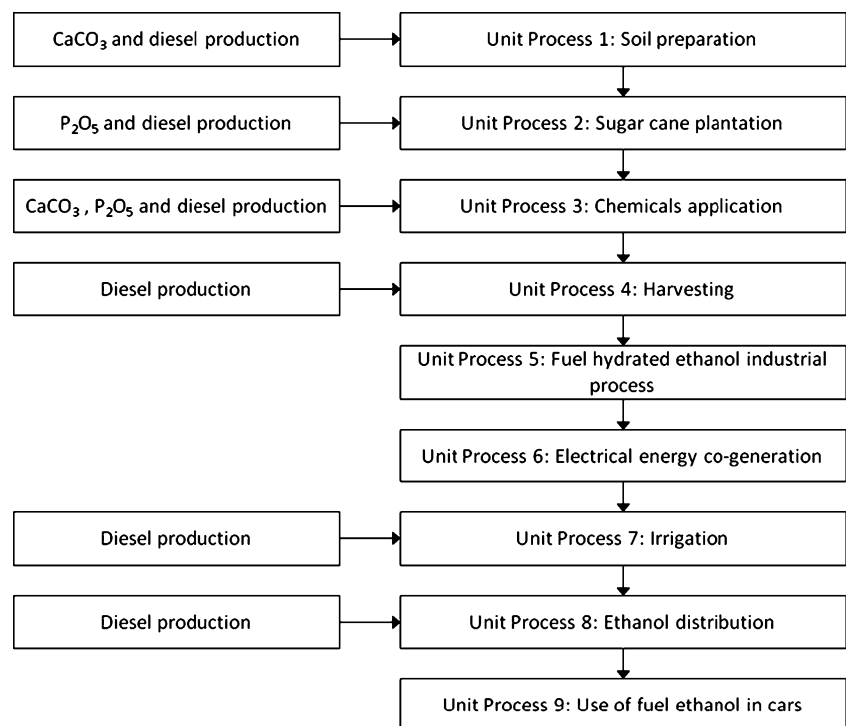 CaCO₃ and diesel production
Unit Process 1: Soil preparation
P₂O₅ and diesel production
Unit Process 2: Sugar cane plantation
CaCO₃ , P₂O₅ and diesel production
Unit Process 3: Chemicals application
Diesel production
Unit Process 4: Harvesting
Unit Process 5: Fuel hydrated ethanol industrial
process
Unit Process 6: Electrical energy co-generation
Diesel production
Unit Process 7: Irrigation
Diesel production
Unit Process 8: Ethanol distribution
Unit Process 9: Use of fuel ethanol in cars